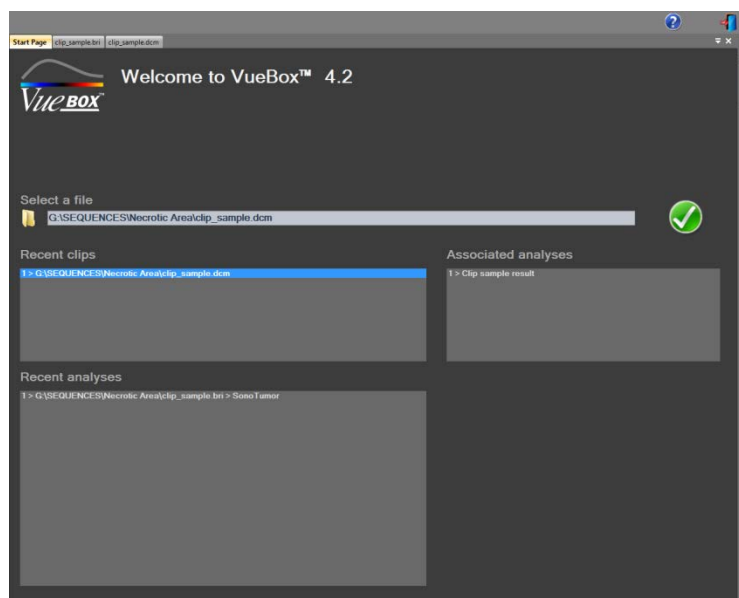 Start Page clip_sample.bri clip_sample.dcm
VueBOX™
Welcome to VueBox™ 4.2
Select a file
G:\SEQUENCES\Necrotic Area\clip_sample.dcm
Recent clips
1 > G:\SEQUENCES\Necrotic Area\clip_sample.dcm
Associated analyses
1 > Clip sample result
Recent analyses
1 > G:\SEQUENCES\Necrotic Area\clip_sample.bri > SonoTumor